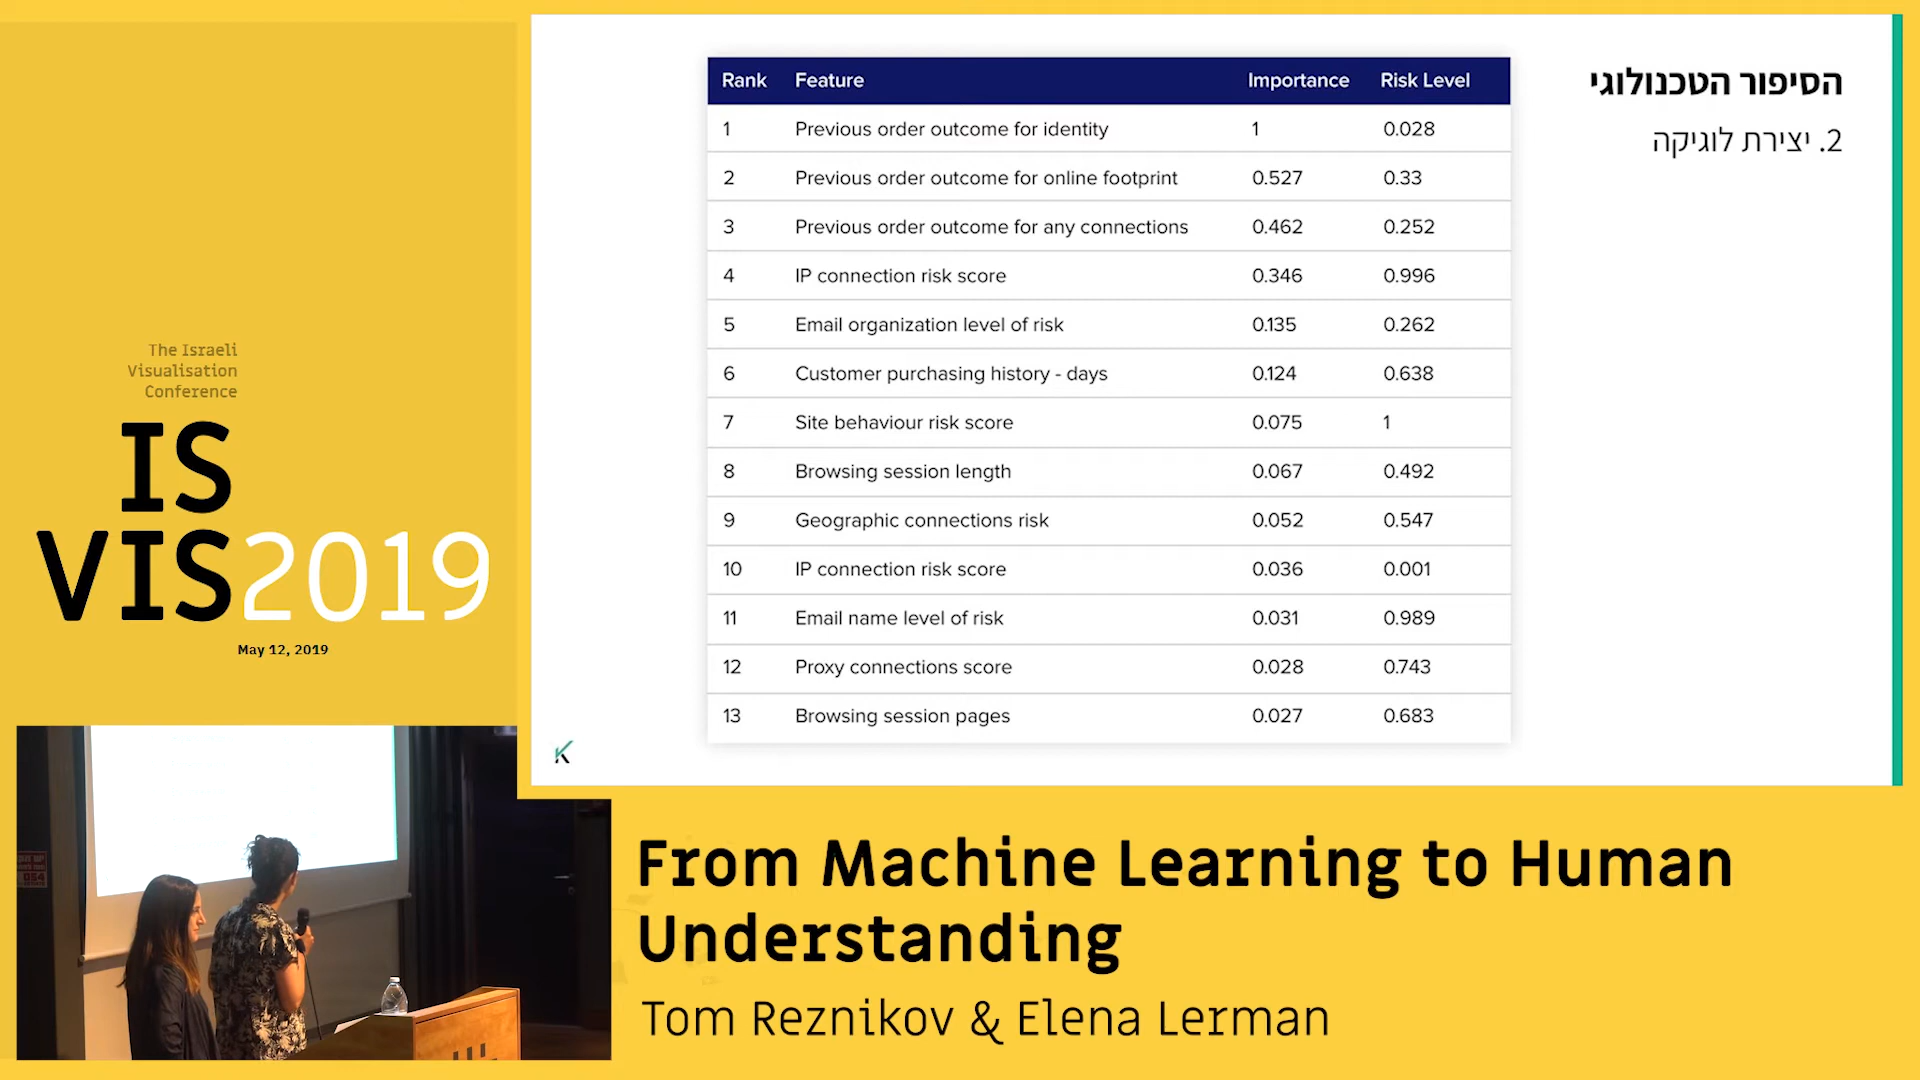 The Israeli
Visualisation
Conference
IS
VIS2019
May 12, 2019
הסיפור הטכנולוגי
2. יצירת לוגיקה
Rank Feature Importance Risk Level
1 Previous order outcome for identity 1 0.028
2 Previous order outcome for online footprint 0.527 0.33
3 Previous order outcome for any connections 0.462 0.252
4 IP connection risk score 0.346 0.996
5 Email organization level of risk 0.135 0.262
6 Customer purchasing history - days 0.124 0.638
7 Site behaviour risk score 0.075 1
8 Browsing session length 0.067 0.492
9 Geographic connections risk 0.052 0.547
10 IP connection risk score 0.036 0.001
11 Email name level of risk 0.031 0.989
12 Proxy connections score 0.028 0.743
13 Browsing session pages 0.027 0.683
From Machine Learning to Human
Understanding
Tom Reznikov & Elena Lerman